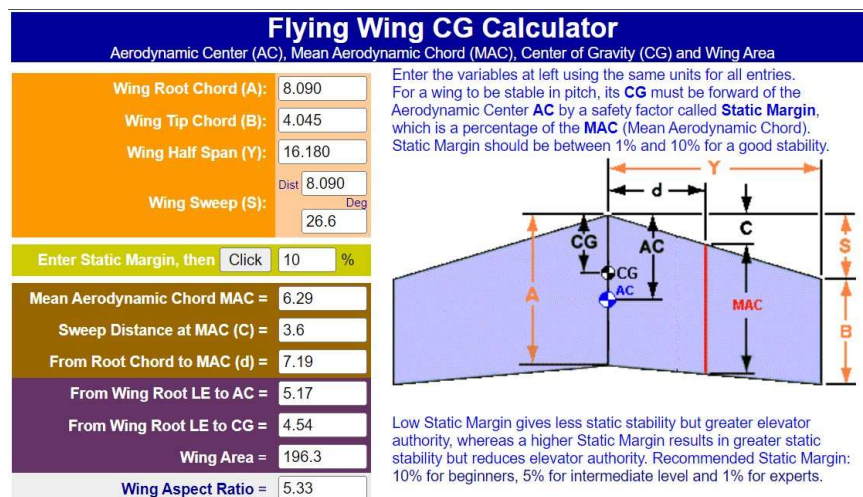 Flying Wing CG Calculator
Aerodynamic Center (AC), Mean Aerodynamic Chord (MAC), Center of Gravity (CG) and Wing Area
Wing Root Chord (A): 8.090
Wing Tip Chord (B): 4.045
Wing Half Span (Y): 16.180
Wing Sweep (S): Dist 8.090
Deg
26.6
Enter Static Margin, then Click 10 %
Mean Aerodynamic Chord MAC = 6.29
Sweep Distance at MAC (C) = 3.6
From Root Chord to MAC (d) = 7.19
From Wing Root LE to AC = 5.17
From Wing Root LE to CG = 4.54
Wing Area = 196.3
Wing Aspect Ratio = 5.33
Enter the variables at left using the same units for all entries.
For a wing to be stable in pitch, its CG must be forward of the
Aerodynamic Center AC by a safety factor called Static Margin,
which is a percentage of the MAC (Mean Aerodynamic Chord).
Static Margin should be between 1% and 10% for a good stability.
Y
d
C
S
CG
AC
CG
AC
A
MAC
B
Low Static Margin gives less static stability but greater elevator
authority, whereas a higher Static Margin results in greater static
stability but reduces elevator authority. Recommended Static Margin:
10% for beginners, 5% for intermediate level and 1% for experts.